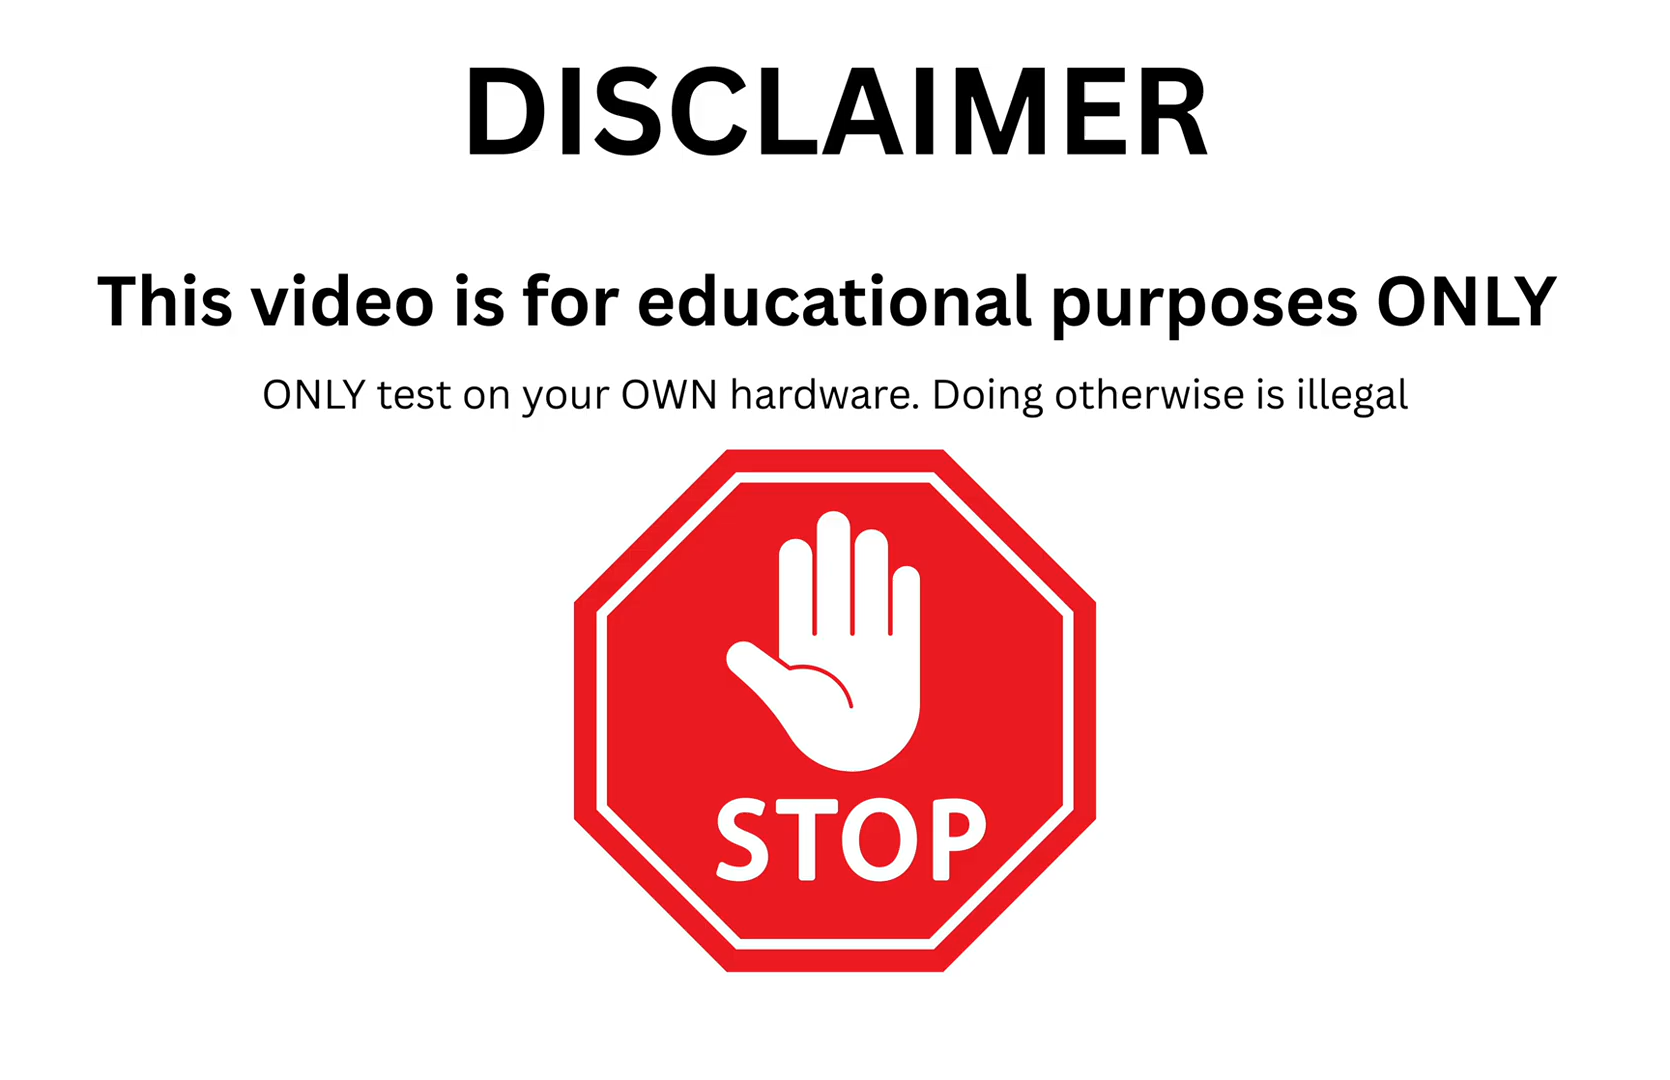 DISCLAIMER
This video is for educational purposes ONLY
ONLY test on your OWN hardware. Doing otherwise is illegal
STOP